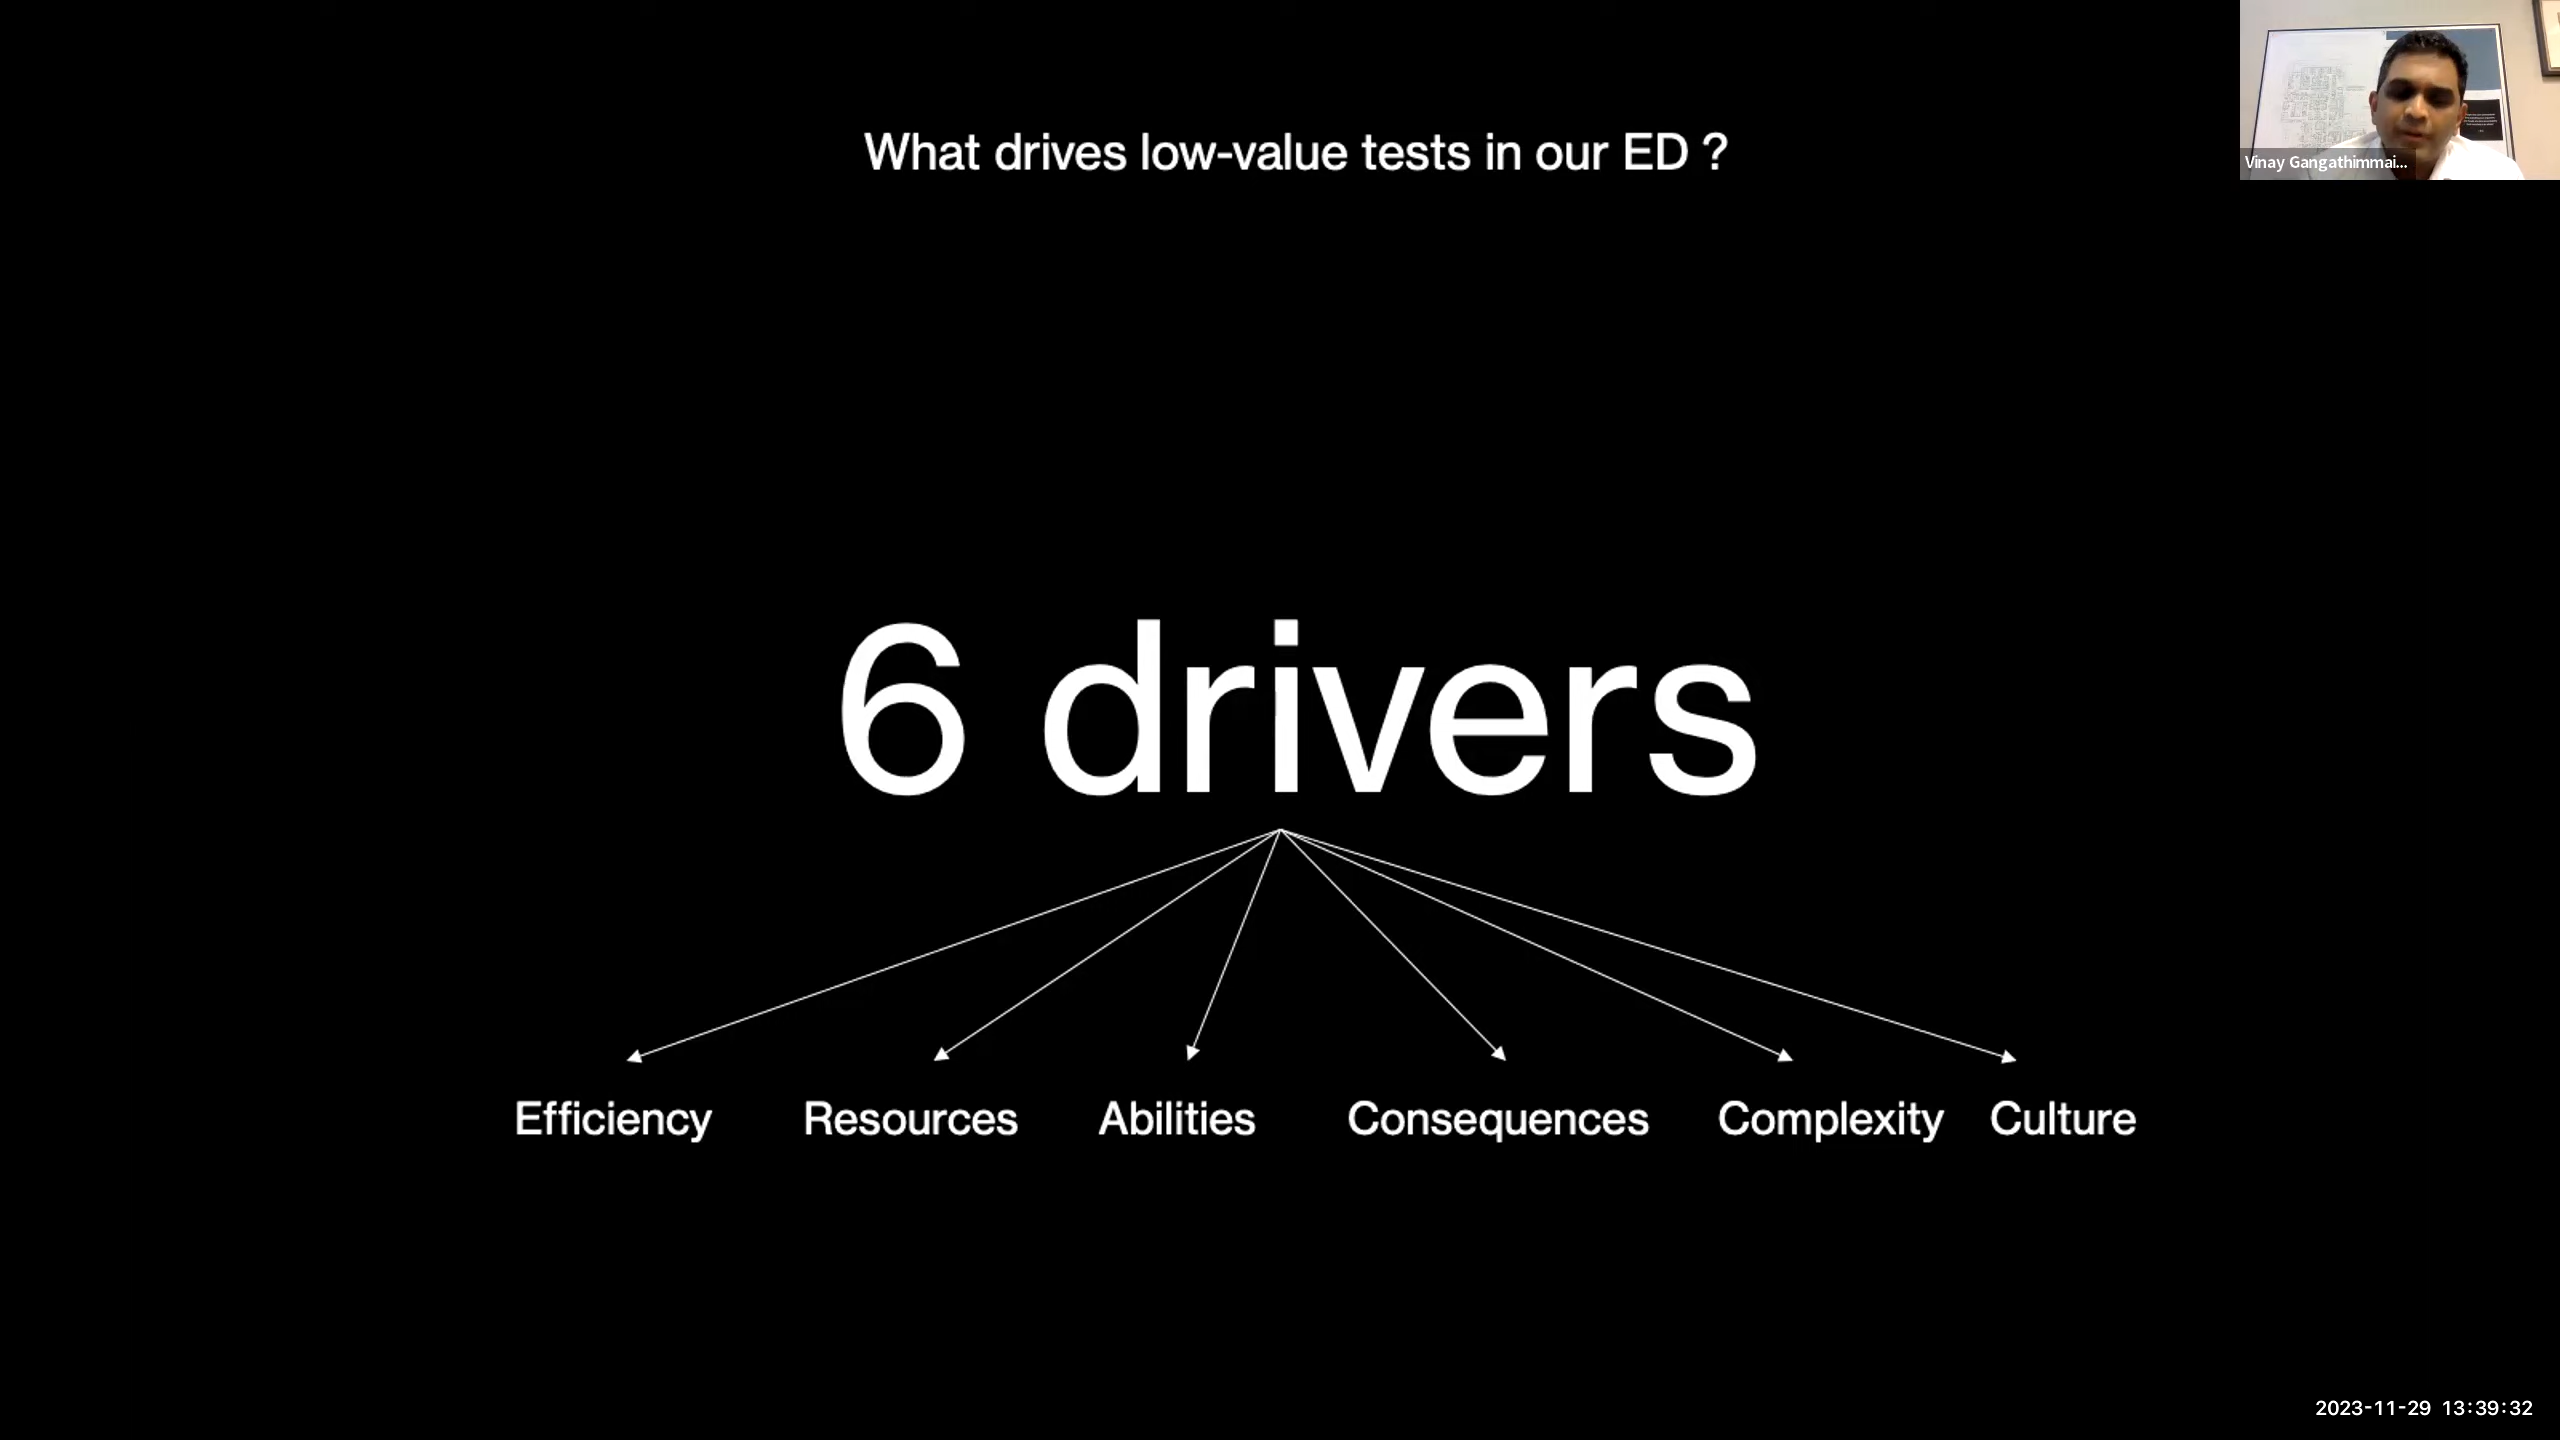 What drives low-value tests in our ED ?
Vinay Gangathimmai...
6 drivers
Efficiency Resources Abilities Consequences Complexity Culture
2023-11-29 13:39:32